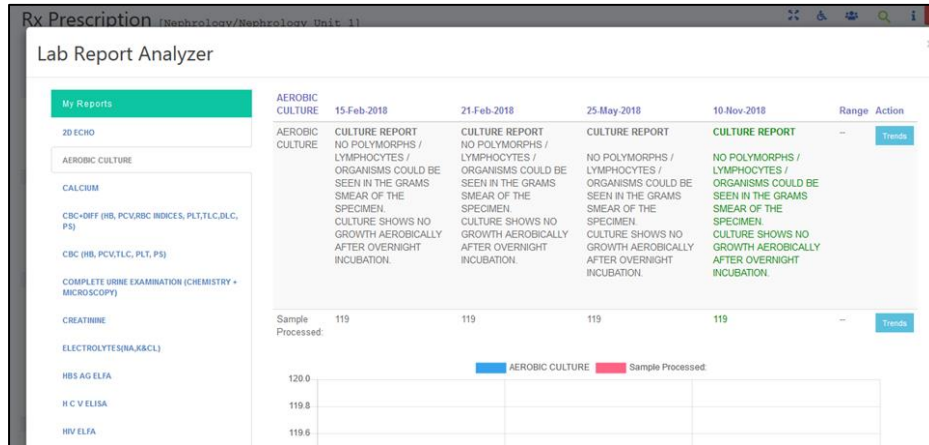 Rx Prescription [Nephrology/Nephrology Unit 1]
Lab Report Analyzer
My Reports
2D ECHO
AEROBIC CULTURE
CALCIUM
CBC+DIFF (HB, PCV,RBC INDICES, PLT,TLC,DLC,
PS)
CBC (HB, PCV,TLC, PLT, PS)
COMPLETE URINE EXAMINATION (CHEMISTRY +
MICROSCOPY)
CREATININE
ELECTROLYTES(NA,K&CL)
HBS AG ELFA
H C V ELISA
HIV ELFA
AEROBIC
CULTURE 15-Feb-2018 21-Feb-2018 25-May-2018 10-Nov-2018 Range Action
AEROBIC
CULTURE
CULTURE REPORT
NO POLYMORPHS /
LYMPHOCYTES /
ORGANISMS COULD BE
SEEN IN THE GRAMS
SMEAR OF THE
SPECIMEN.
CULTURE SHOWS NO
GROWTH AEROBICALLY
AFTER OVERNIGHT
INCUBATION.
CULTURE REPORT
NO POLYMORPHS /
LYMPHOCYTES /
ORGANISMS COULD BE
SEEN IN THE GRAMS
SMEAR OF THE
SPECIMEN.
CULTURE SHOWS NO
GROWTH AEROBICALLY
AFTER OVERNIGHT
INCUBATION.
CULTURE REPORT
NO POLYMORPHS /
LYMPHOCYTES /
ORGANISMS COULD BE
SEEN IN THE GRAMS
SMEAR OF THE
SPECIMEN.
CULTURE SHOWS NO
GROWTH AEROBICALLY
AFTER OVERNIGHT
INCUBATION.
CULTURE REPORT
NO POLYMORPHS /
LYMPHOCYTES /
ORGANISMS COULD BE
SEEN IN THE GRAMS
SMEAR OF THE
SPECIMEN.
CULTURE SHOWS NO
GROWTH AEROBICALLY
AFTER OVERNIGHT
INCUBATION.
-- Trends
Sample
Processed:
119 119 119 119 -- Trends
AEROBIC CULTURE Sample Processed:
120.0
119.8
119.6